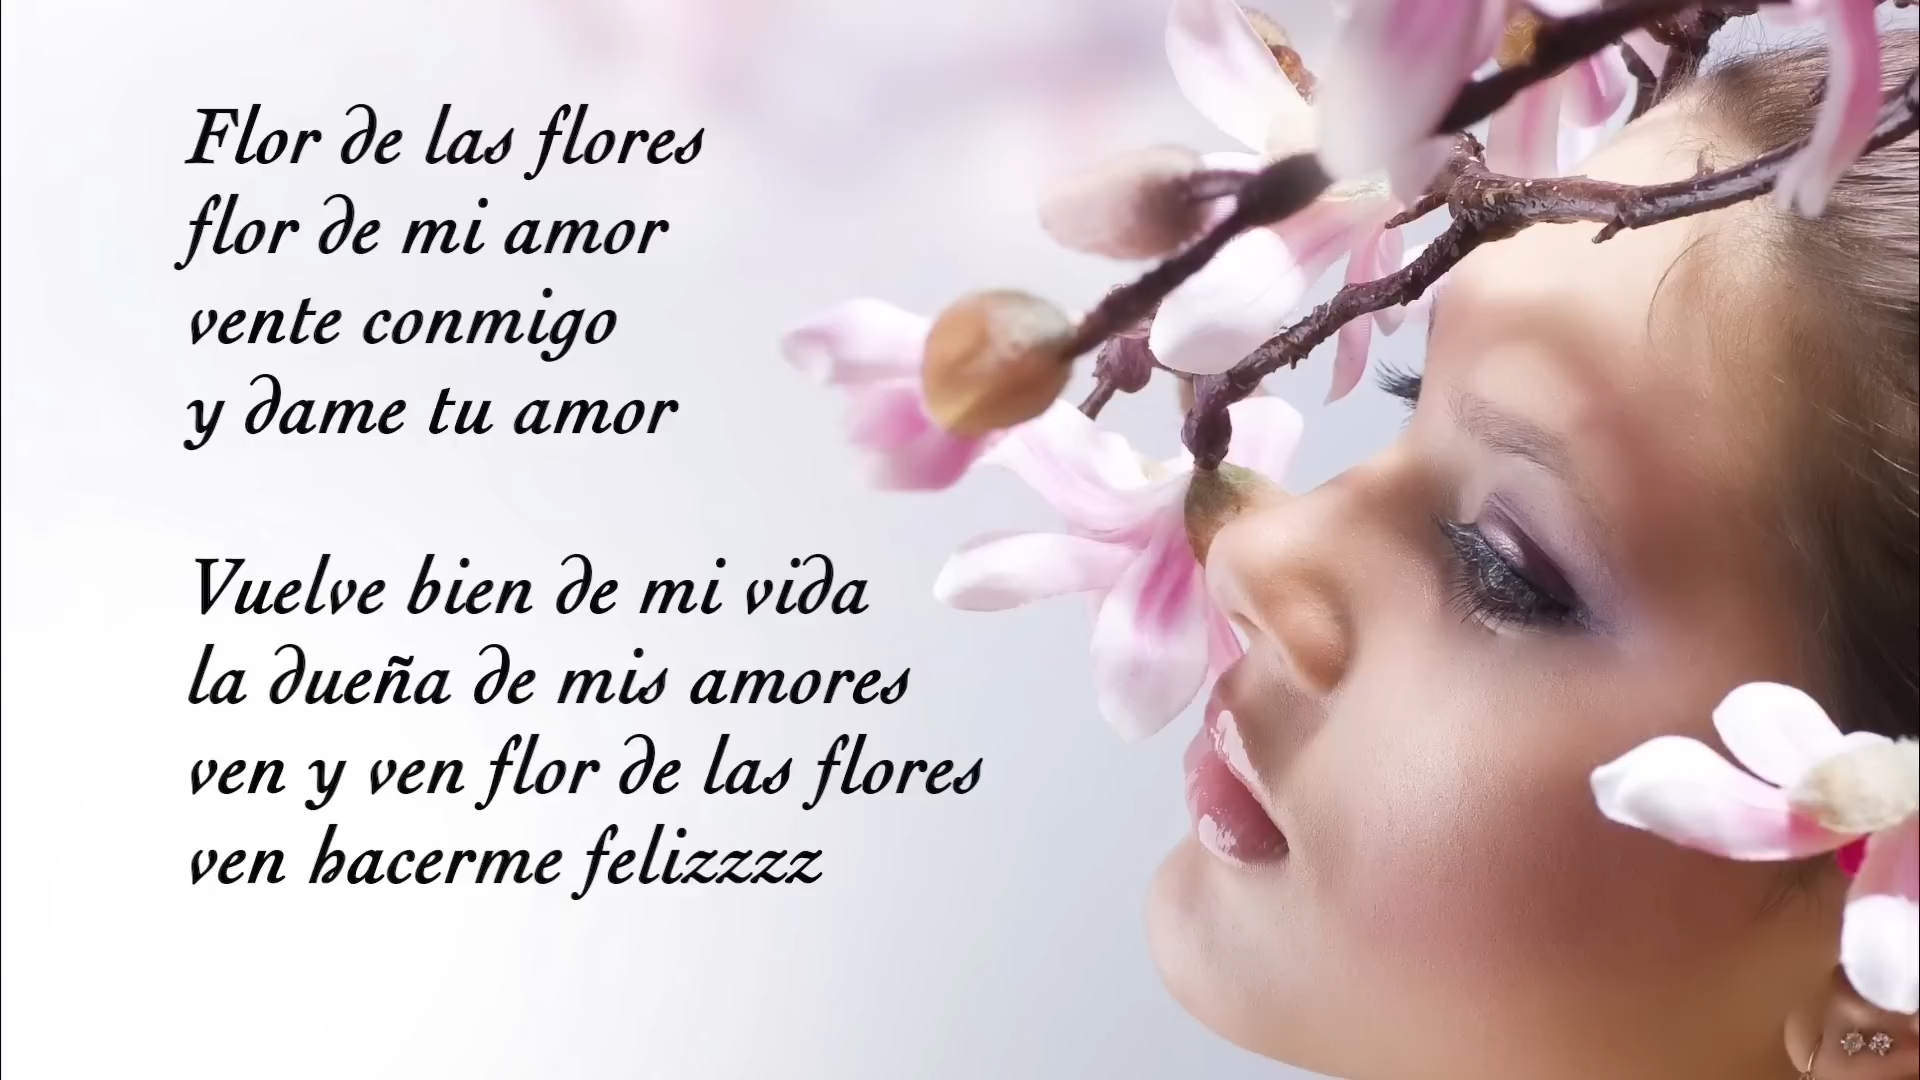 Flor de las flores
flor de mi amor
vente conmigo
y dame tu amor
Vuelve bien de mi vida
la dueña de mis amores
ven y ven flor de las flores
ven hacerme felizzzz